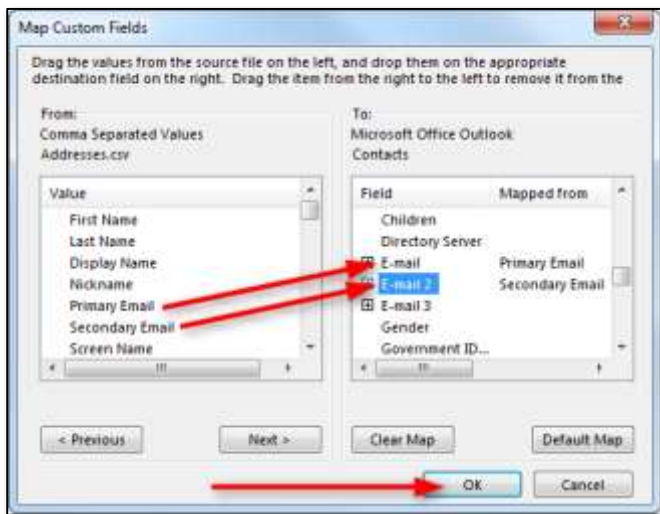 Map Custom Fields
Drag the values from the source file on the left, and drop them on the appropriate
destination field on the right. Drag the item from the right to the left to remove it from the
From:
Comma Separated Values
Addresses.csv
Value
First Name
Last Name
Display Name
Nickname
Primary Email
Secondary Email
Screen Name
< Previous
Next >
To:
Microsoft Office Outlook
Contacts
Field Mapped from
Children
Directory Server
E-mail Primary Email
E-mail 2 Secondary Email
E-mail 3
Gender
Government ID...
Clear Map
Default Map
OK
Cancel